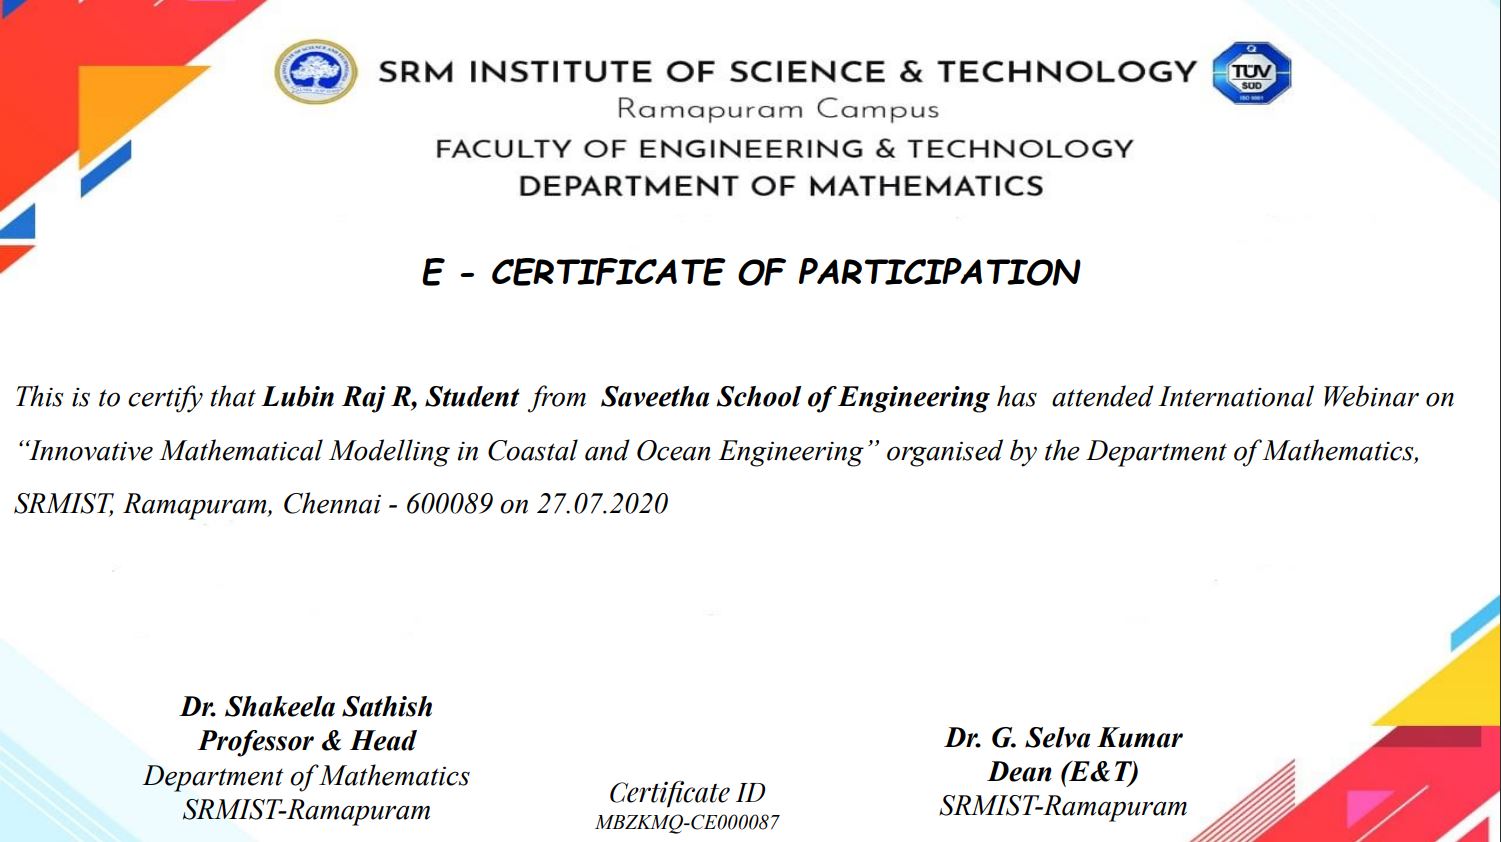 SRM INSTITUTE OF SCIENCE & TECHNOLOGY
Ramapuram Campus
FACULTY OF ENGINEERING & TECHNOLOGY
DEPARTMENT OF MATHEMATICS
Q
TÜV
SÜD
ISO 9001
E - CERTIFICATE OF PARTICIPATION
This is to certify that Lubin Raj R, Student from Saveetha School of Engineering has attended International Webinar on
“Innovative Mathematical Modelling in Coastal and Ocean Engineering” organised by the Department of Mathematics,
SRMIST, Ramapuram, Chennai - 600089 on 27.07.2020
Dr. Shakeela Sathish
Professor & Head
Department of Mathematics
SRMIST-Ramapuram
Certificate ID
MBZKMQ-CE000087
Dr. G. Selva Kumar
Dean (E&T)
SRMIST-Ramapuram